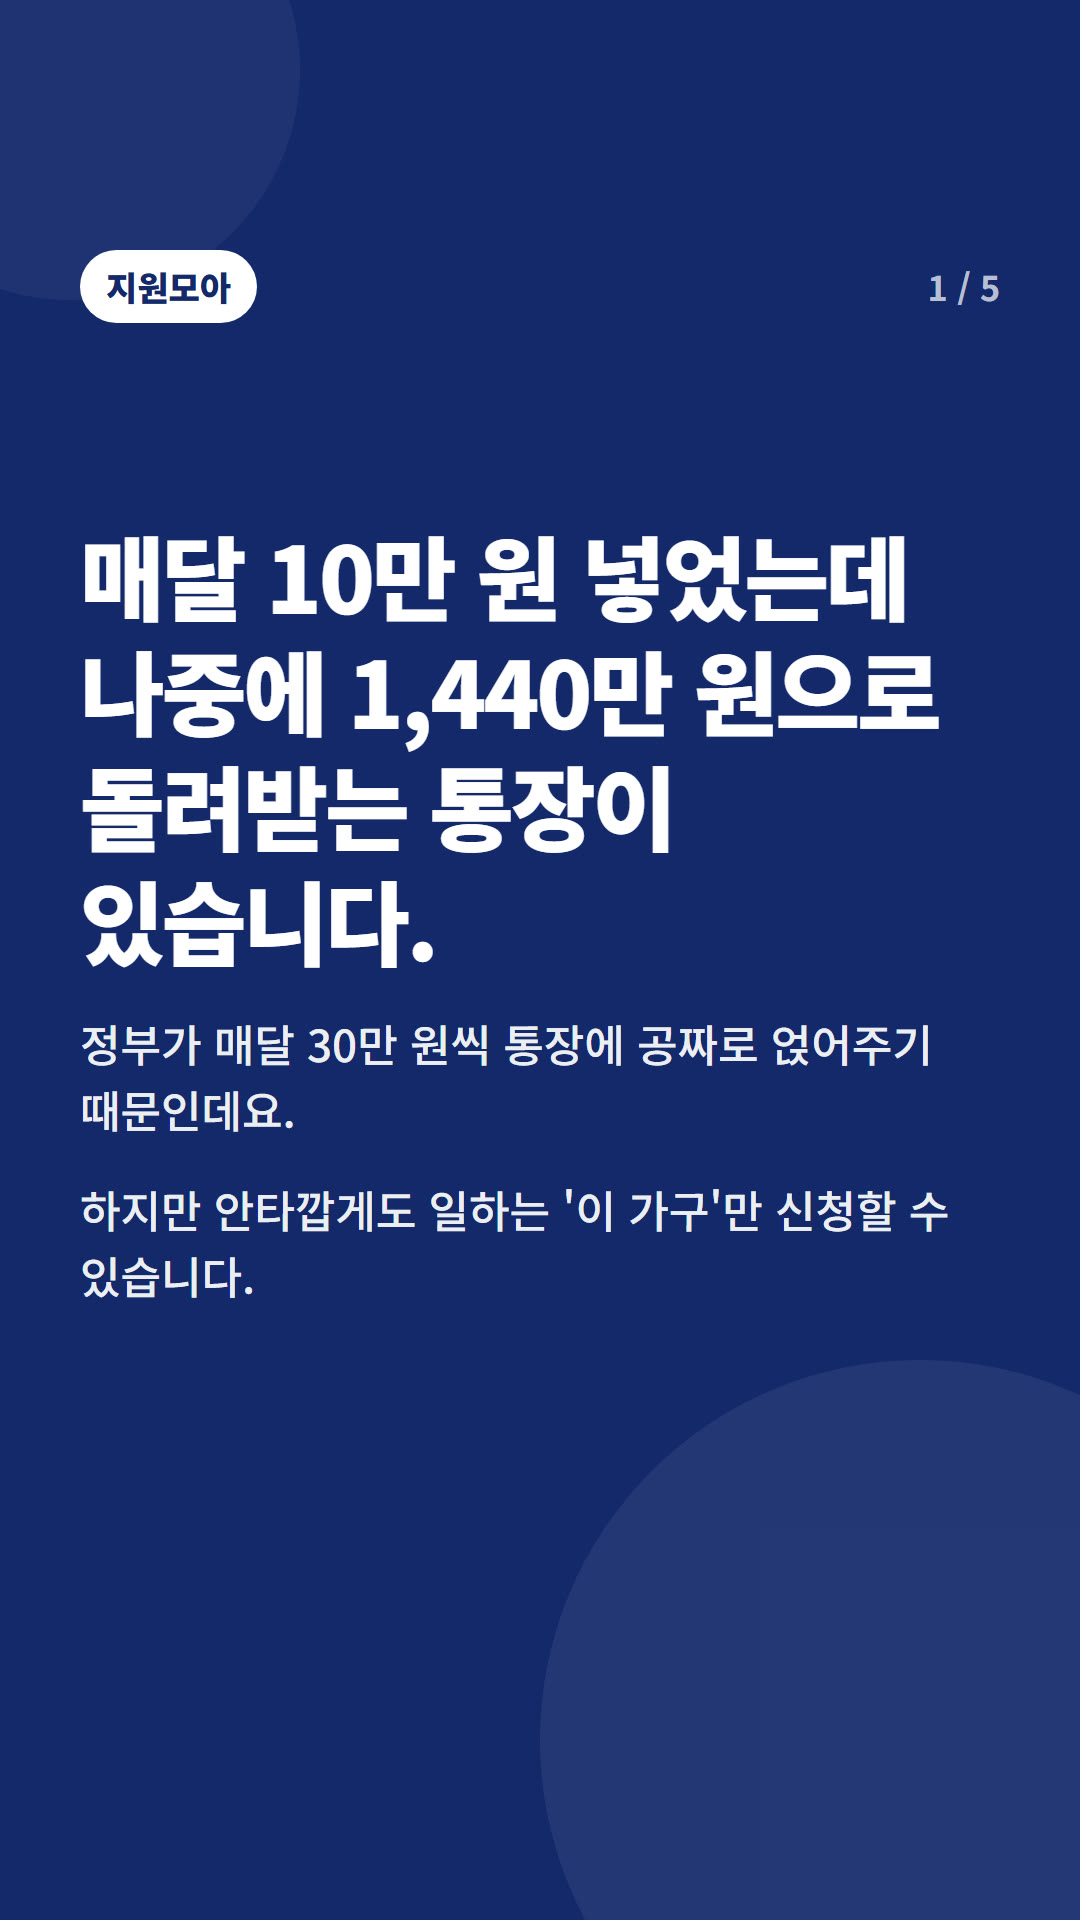 지원모아
1 / 5
매달 10만 원 넣었는데
나중에 1,440만 원으로
돌려받는 통장이
있습니다.
정부가 매달 30만 원씩 통장에 공짜로 얹어주기
때문인데요.
하지만 안타깝게도 일하는 '이 가구'만 신청할 수
있습니다.